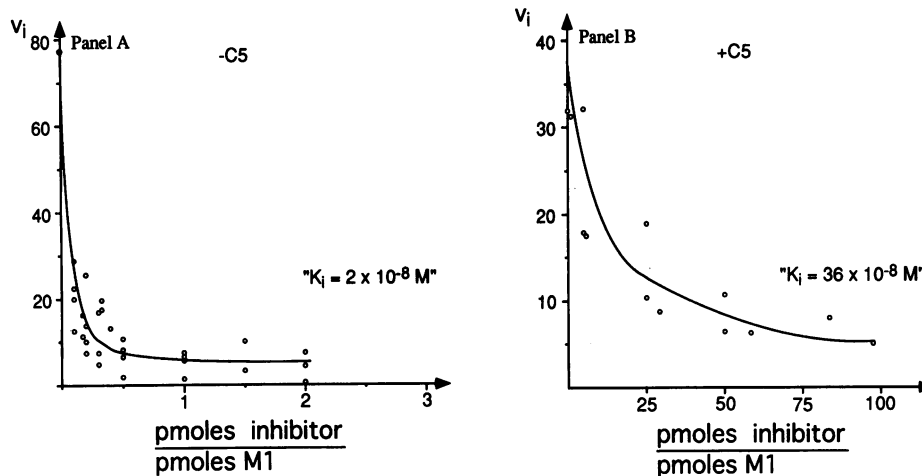 Vi
80
Panel A
-C5
60
40
20
"Ki = 2 x 10-8 M"
1
2
3
pmoles inhibitor
pmoles M1
Vi
40
Panel B
+C5
30
20
10
"Ki = 36 x 10-8 M"
25
50
75
100
pmoles inhibitor
pmoles M1